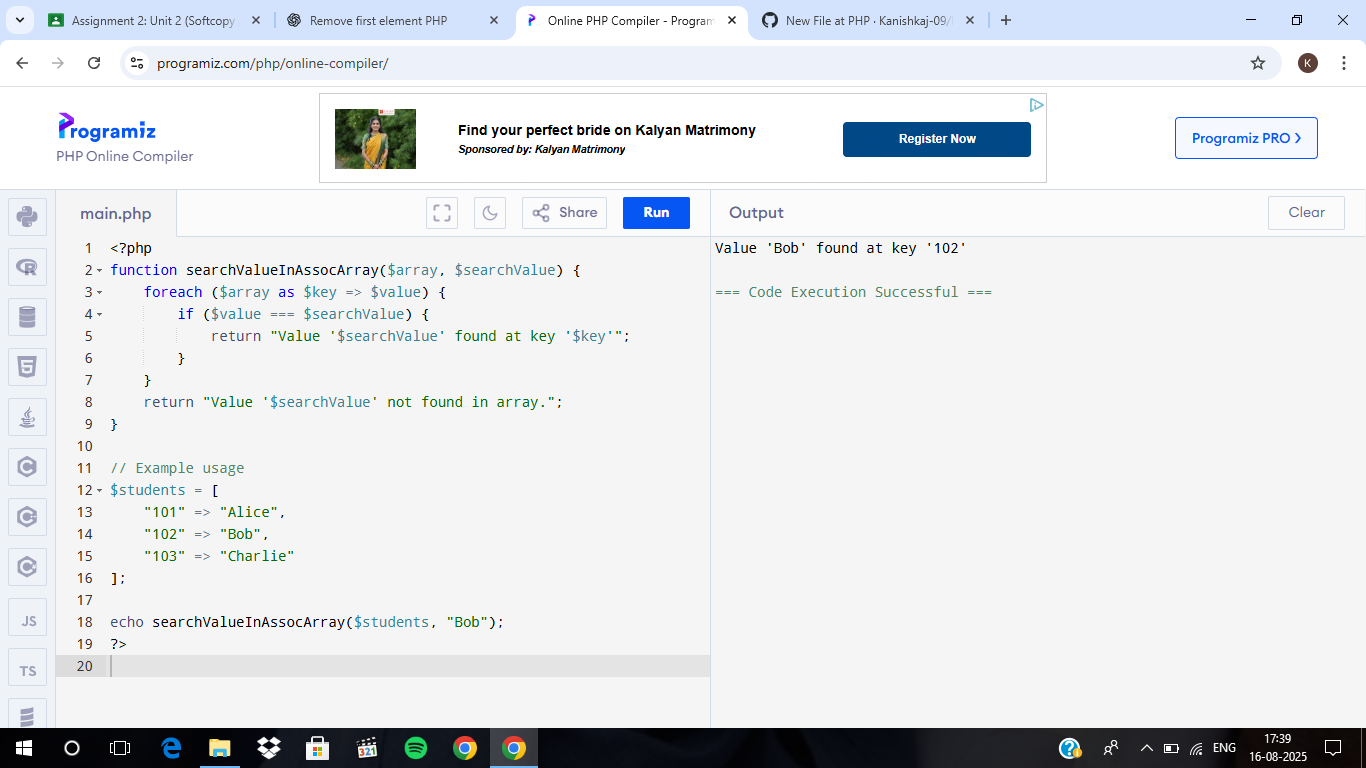 Assignment 2: Unit 2 (Softcopy
Remove first element PHP
Online PHP Compiler - Program
New File at PHP · Kanishkaj-09/
programiz.com/php/online-compiler/
K
Programiz
PHP Online Compiler
Find your perfect bride on Kalyan Matrimony
Sponsored by: Kalyan Matrimony
Register Now
Programiz PRO >
main.php
Share
Run
Output
Clear
1 <?php
2 function searchValueInAssocArray($array, $searchValue) {
3     foreach ($array as $key => $value) {
4         if ($value === $searchValue) {
5             return "Value '$searchValue' found at key '$key'";
6         }
7     }
8     return "Value '$searchValue' not found in array.";
9 }
10
11 // Example usage
12 $students = [
13     "101" => "Alice",
14     "102" => "Bob",
15     "103" => "Charlie"
16 ];
17
18 echo searchValueInAssocArray($students, "Bob");
19 ?>
20
Value 'Bob' found at key '102'
=== Code Execution Successful ===
JS
TS
321
ENG
17:39
16-08-2025